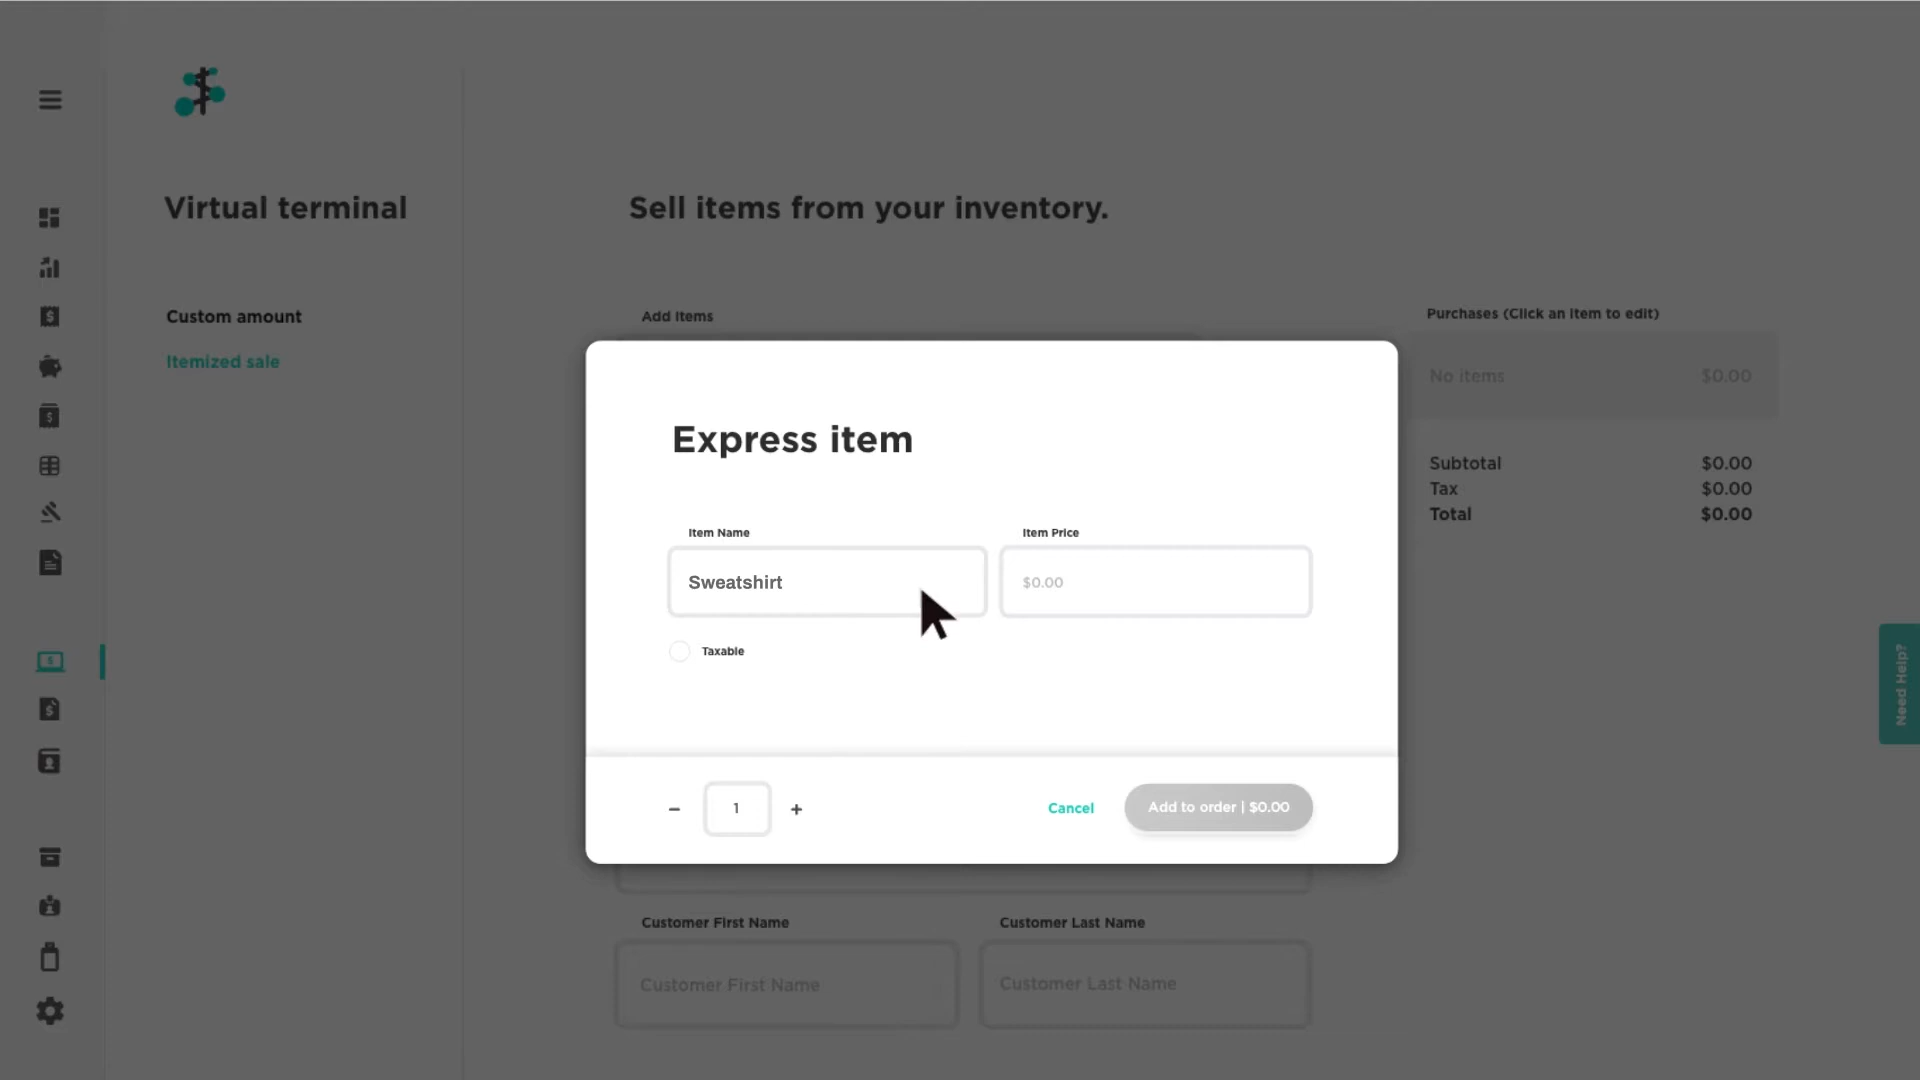 Virtual terminal
Custom amount
Itemized sale
Sell items from your inventory.
Add Items
Purchases (Click an item to edit)
No items $0.00
Subtotal $0.00
Tax $0.00
Total $0.00
Express item
Item Name Item Price
Sweatshirt $0.00
Taxable
− 1 + Cancel Add to order | $0.00
Customer First Name Customer Last Name
Customer First Name Customer Last Name
Need Help?